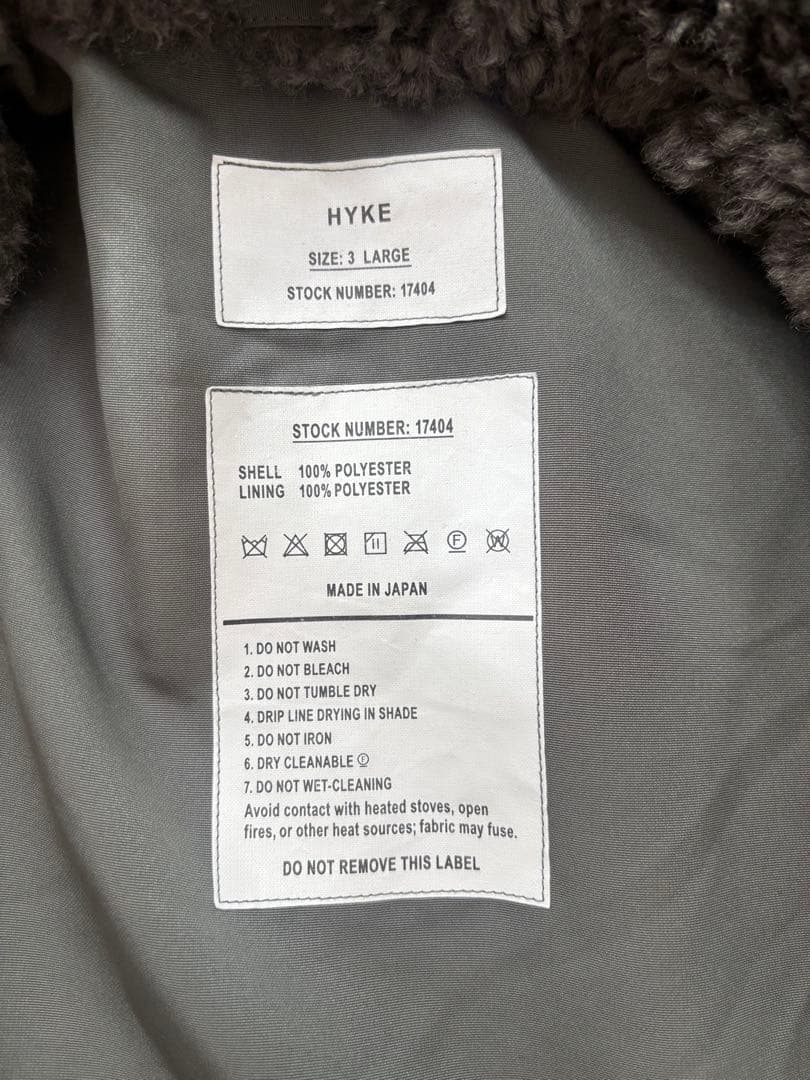 HYKE
SIZE: 3 LARGE
STOCK NUMBER: 17404
STOCK NUMBER: 17404
SHELL 100% POLYESTER
LINING 100% POLYESTER
F W
MADE IN JAPAN
1. DO NOT WASH
2. DO NOT BLEACH
3. DO NOT TUMBLE DRY
4. DRIP LINE DRYING IN SHADE
5. DO NOT IRON
6. DRY CLEANABLE Ⓕ
7. DO NOT WET-CLEANING
Avoid contact with heated stoves, open
fires, or other heat sources; fabric may fuse.
DO NOT REMOVE THIS LABEL